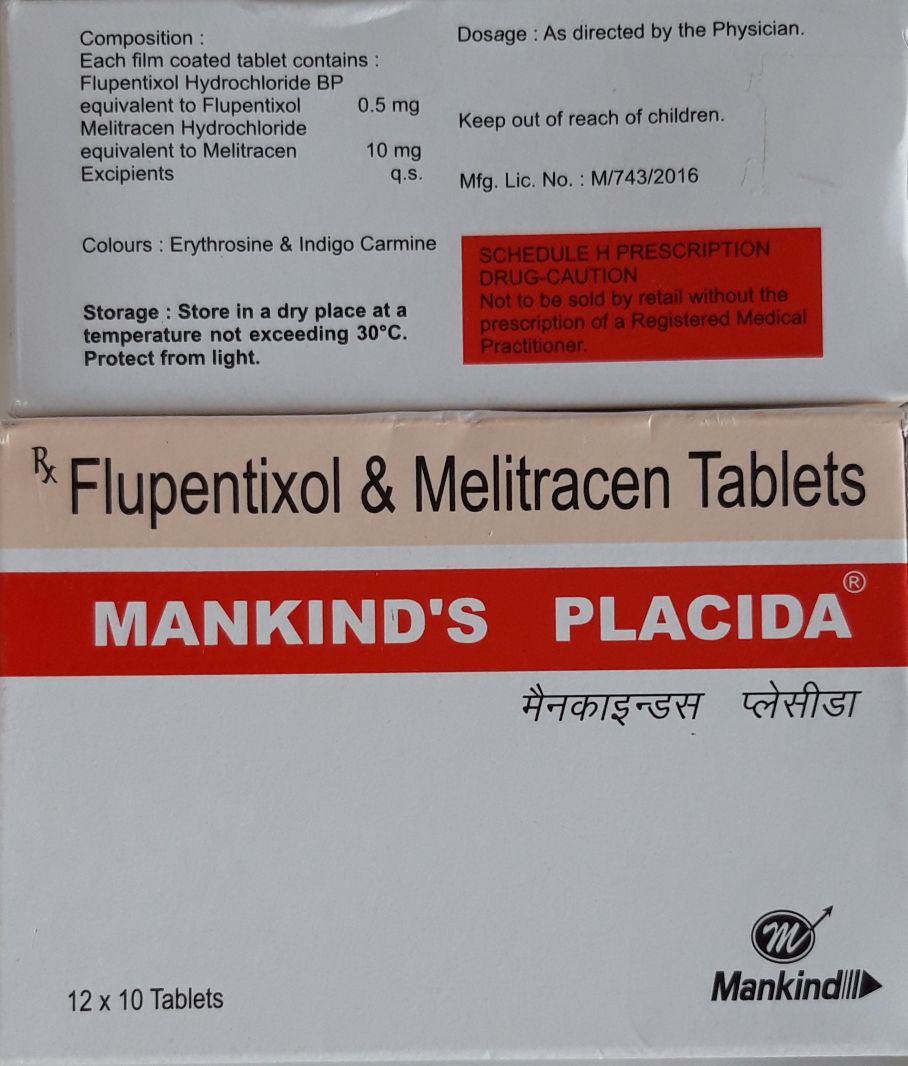 Composition :
Each film coated tablet contains :
Flupentixol Hydrochloride BP
equivalent to Flupentixol 0.5 mg
Melitracen Hydrochloride
equivalent to Melitracen 10 mg
Excipients q.s.
Colours : Erythrosine & Indigo Carmine
Storage : Store in a dry place at a
temperature not exceeding 30°C.
Protect from light.
Dosage : As directed by the Physician.
Keep out of reach of children.
Mfg. Lic. No. : M/743/2016
SCHEDULE H PRESCRIPTION
DRUG-CAUTION
Not to be sold by retail without the
prescription of a Registered Medical
Practitioner.
Rx Flupentixol & Melitracen Tablets
MANKIND'S PLACIDA®
मैनकाइन्डस प्लेसीडा
m
Mankind
12 x 10 Tablets